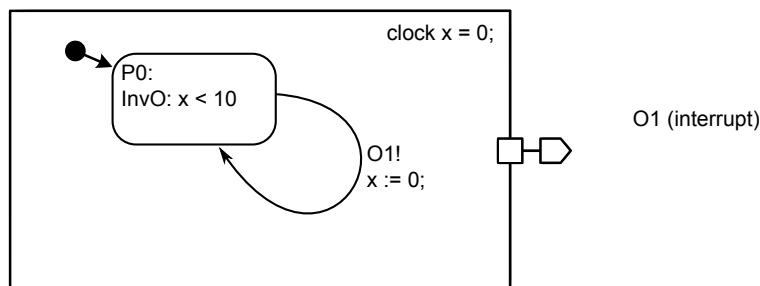 clock x = 0;
P0:
InvO: x < 10
O1 (interrupt)
O1!
x := 0;